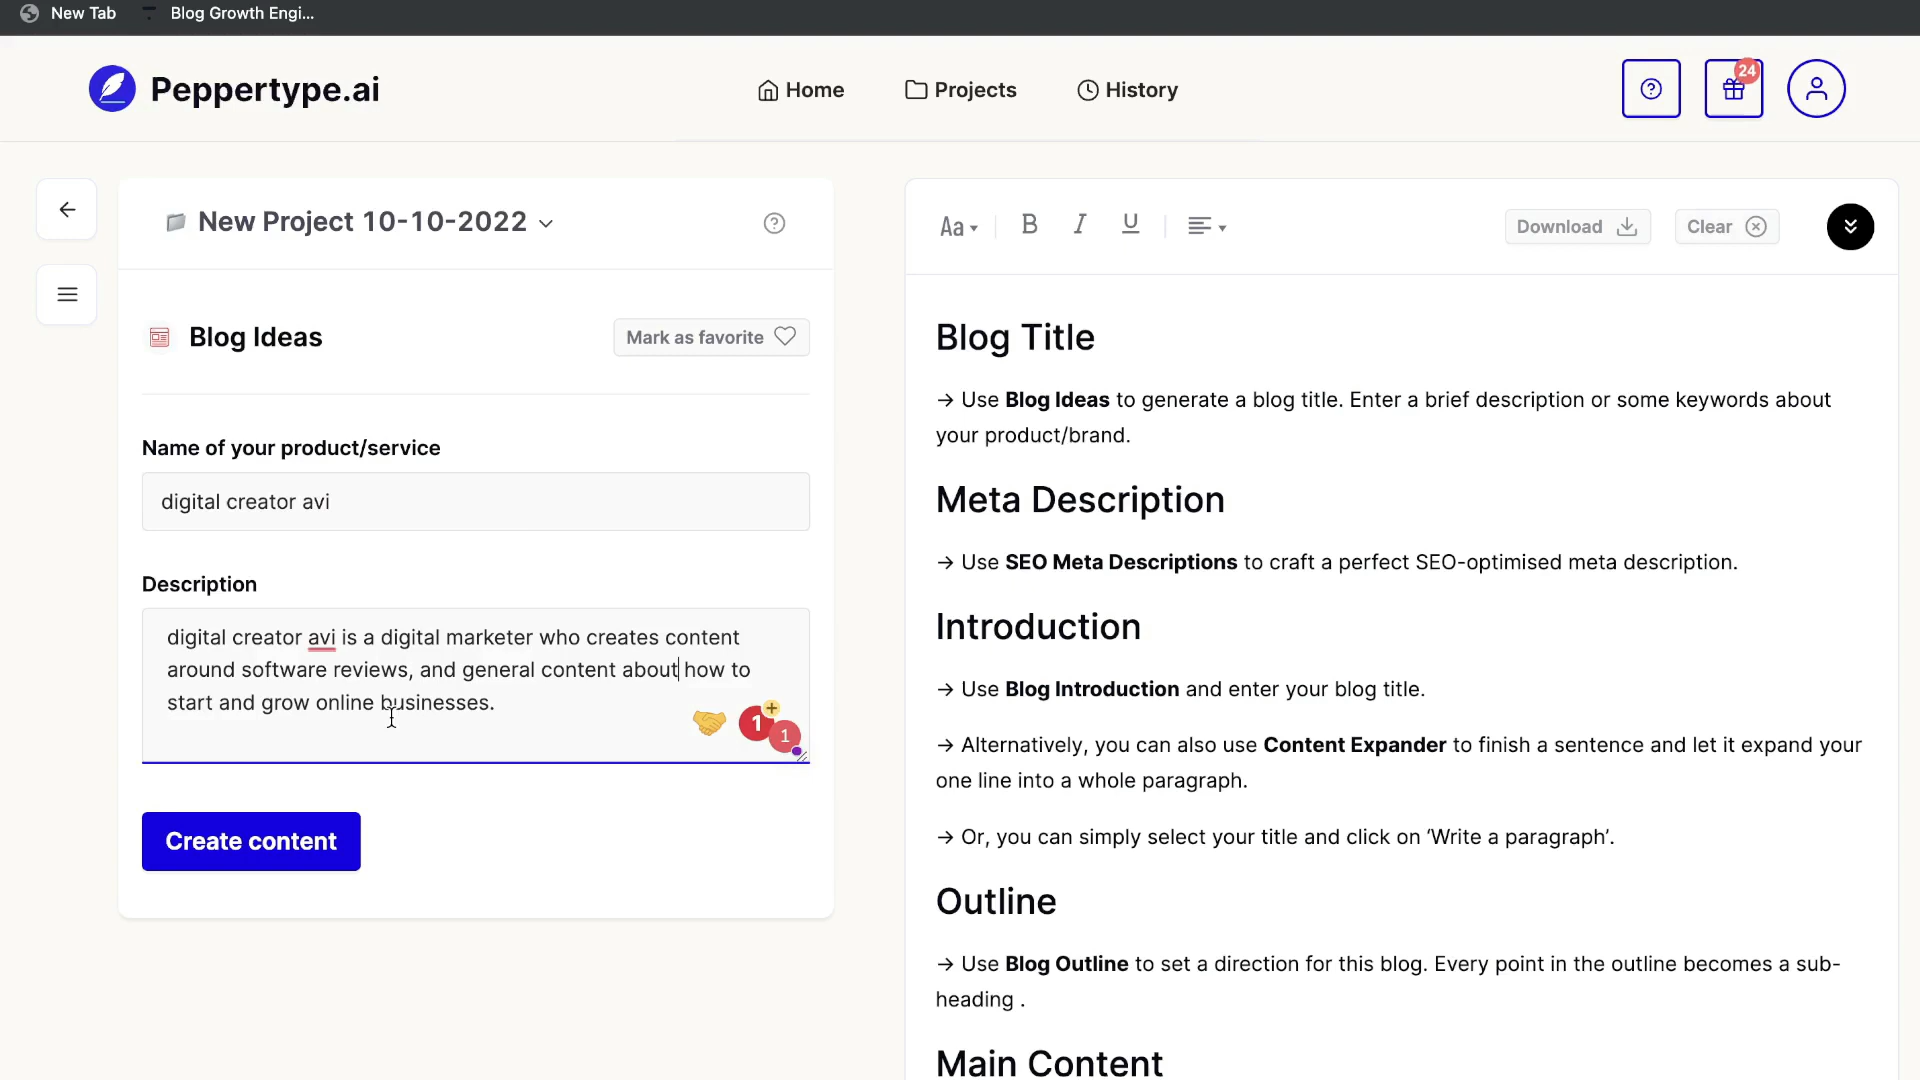 New Tab
Blog Growth Engi...
Peppertype.ai
Home
Projects
History
24
New Project 10-10-2022
Blog Ideas
Mark as favorite
Name of your product/service
digital creator avi
Description
digital creator avi is a digital marketer who creates content
around software reviews, and general content about how to
start and grow online businesses.
1
1
Create content
Aa
B
I
U
Download
Clear
Blog Title
→ Use Blog Ideas to generate a blog title. Enter a brief description or some keywords about
your product/brand.
Meta Description
→ Use SEO Meta Descriptions to craft a perfect SEO-optimised meta description.
Introduction
→ Use Blog Introduction and enter your blog title.
→ Alternatively, you can also use Content Expander to finish a sentence and let it expand your
one line into a whole paragraph.
→ Or, you can simply select your title and click on ‘Write a paragraph’.
Outline
→ Use Blog Outline to set a direction for this blog. Every point in the outline becomes a sub-
heading .
Main Content